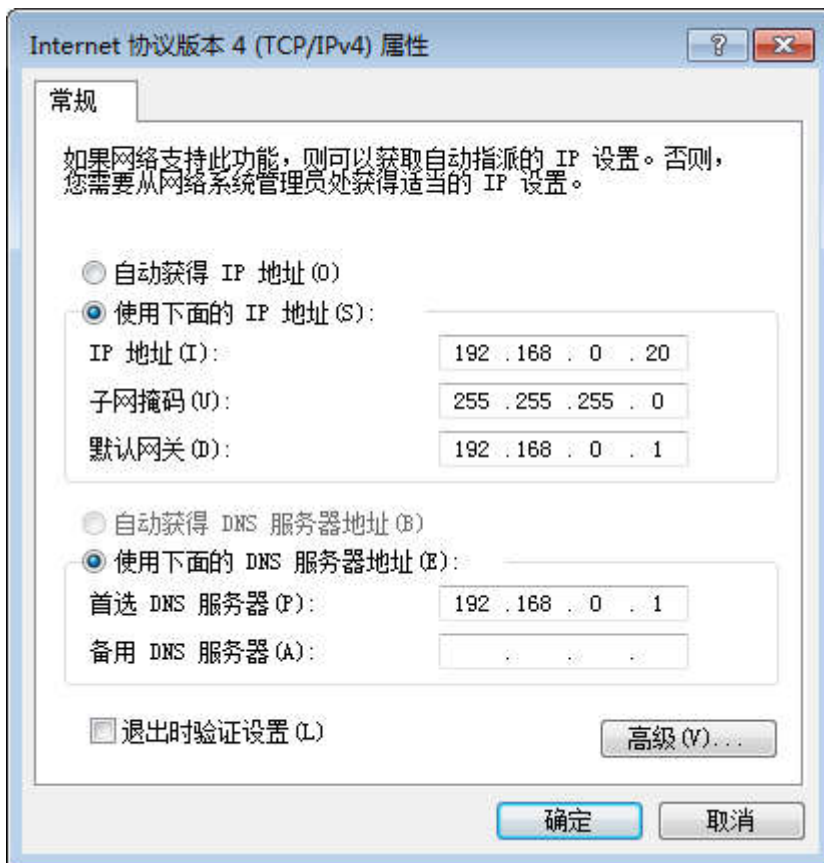 Internet 协议版本 4 (TCP/IPv4) 属性
常规
如果网络支持此功能，则可以获取自动指派的 IP 设置。否则，
您需要从网络系统管理员处获得适当的 IP 设置。
自动获得 IP 地址(O)
使用下面的 IP 地址(S):
IP 地址(I): 192 .168 . 0 . 20
子网掩码(U): 255 .255 .255 . 0
默认网关(D): 192 .168 . 0 . 1
自动获得 DNS 服务器地址(B)
使用下面的 DNS 服务器地址(E):
首选 DNS 服务器(P): 192 .168 . 0 . 1
备用 DNS 服务器(A): . . .
退出时验证设置(L)
高级(V)...
确定 取消